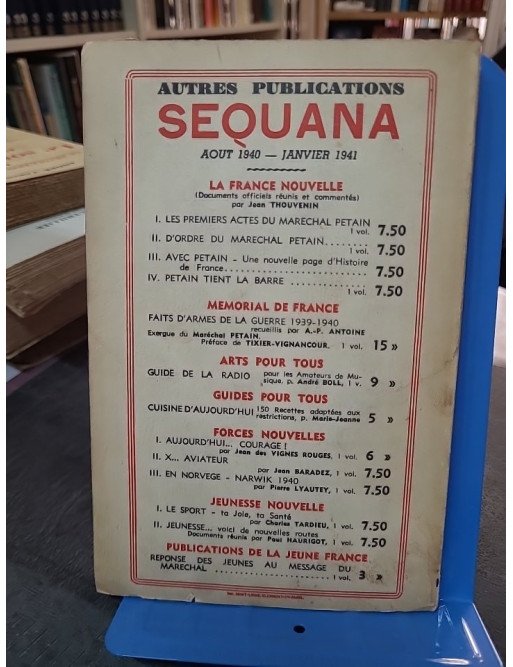 AUTRES PUBLICATIONS
SEQUANA
AOUT 1940 — JANVIER 1941
LA FRANCE NOUVELLE
(Documents officiels réunis et commentés)
par Jean THOUVENIN
I. LES PREMIERS ACTES DU MARECHAL PETAIN
1 vol. 7.50
II. D'ORDRE DU MARECHAL PETAIN........
1 vol. 7.50
III. AVEC PETAIN - Une nouvelle page d'Histoire
de France............................ 7.50
IV. PETAIN TIENT LA BARRE ...............
1 vol. 7.50
MEMORIAL DE FRANCE
FAITS D'ARMES DE LA GUERRE 1939-1940
recueillis par A.-P. ANTOINE
Exergue du Maréchal PETAIN.
Préface de TIXIER-VIGNANCOUR. 1 vol. 15 »
ARTS POUR TOUS
GUIDE DE LA RADIO pour les Amateurs de Mu-
sique, p. André BOLL, 1 v. 9 »
GUIDES POUR TOUS
CUISINE D'AUJOURD'HUI 150 Recettes adaptées aux
restrictions, p. Marie-Jeanne 5 »
FORCES NOUVELLES
I. AUJOURD'HUI... COURAGE !
par Jean des VIGNES ROUGES, 1 vol. 6 »
II. X... AVIATEUR
par Jean BARADEZ, 1 vol. 7.50
III. EN NORVEGE - NARWIK 1940
par Pierre LYAUTEY, 1 vol. 7.50
JEUNESSE NOUVELLE
I. LE SPORT - ta Joie, ta Santé
par Charles TARDIEU, 1 vol. 7.50
II. JEUNESSE... voici de nouvelles routes
Documents réunis par Paul HAURIGOT, 1 vol. 7.50
PUBLICATIONS DE LA JEUNE FRANCE
REPONSE DES JEUNES AU MESSAGE DU
MARECHAL ........................ 1 vol. 3 »